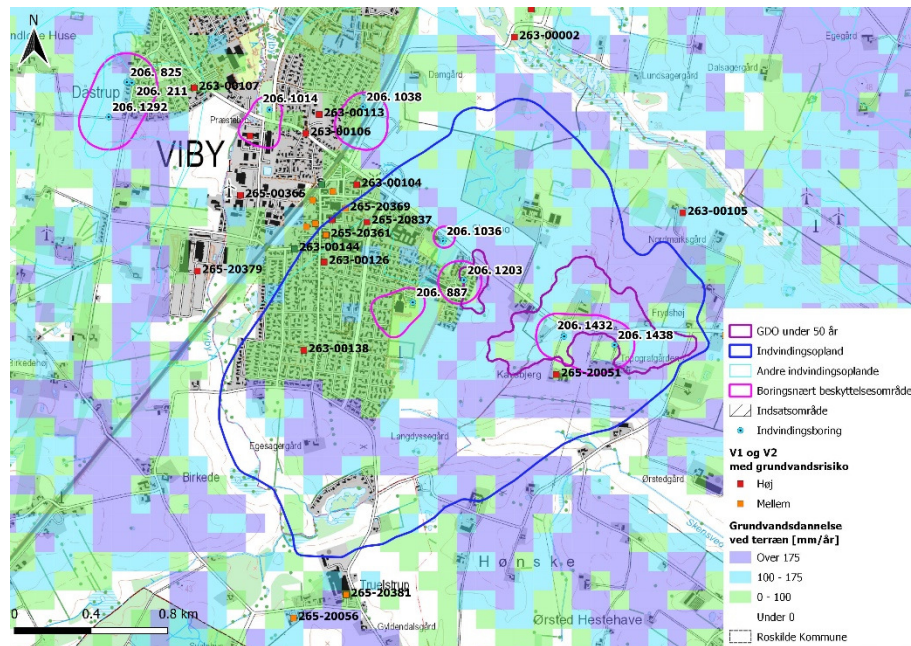 N
263-00002
Egegård
Dalsagergård
Lundsagergård
Damgård
206. 825
263-00107
206. 211
Dåstrup
206. 1292
206. 1014
206. 1038
263-00113
263-00106
VIBY
265-00366
263-00104
265-20369
265-20837
265-20361
263-00144
263-00126
265-20379
263-00105
206. 1036
206. 1203
206. 887
206. 1432
206. 1438
Frydshøj
265-20051
263-00138
Langdyssegård
Egesagergård
Birkede
Ørstedgård
Hønske
Truelstrup
265-20381
265-20056
Gyldendalsgård
Ørsted Hestehave
0 0.4 0.8 km
GDO under 50 år
Indvindingsopland
Andre indvindingsoplande
Boringsnært beskyttelsesområde
Indsatsområde
Indvindingsboring
V1 og V2
med grundvandsrisiko
Høj
Mellem
Grundvandsdannelse
ved terræn [mm/år]
Over 175
100 - 175
0 - 100
Under 0
Roskilde Kommune